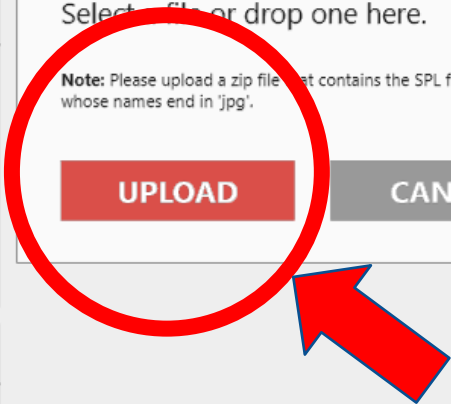 Select a file or drop one here.
Note: Please upload a zip file that contains the SPL f
whose names end in 'jpg'.
UPLOAD CAN